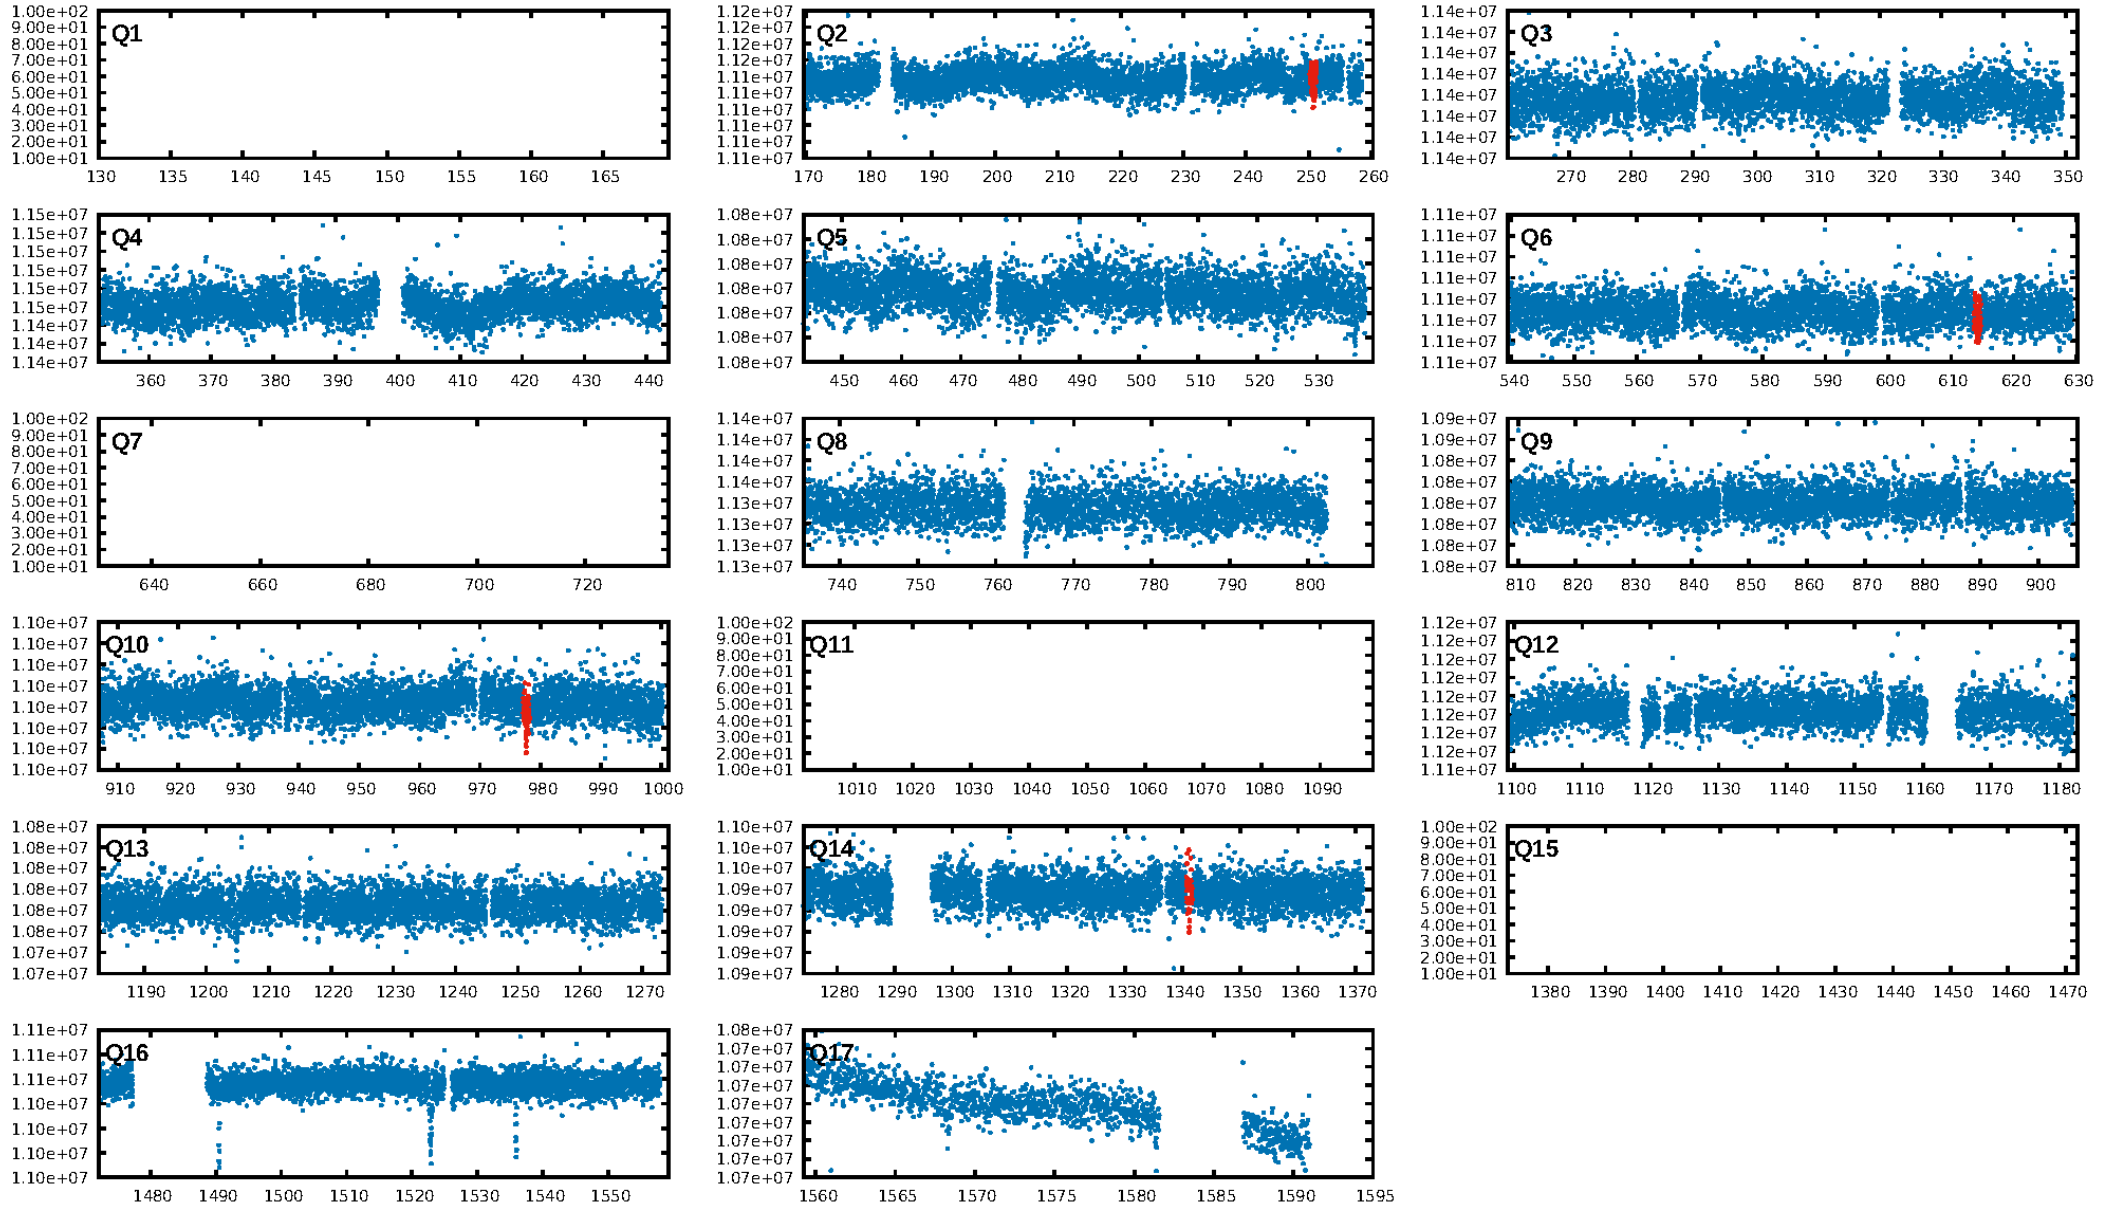 1.00e+02
9.00e+01
8.00e+01
7.00e+01
6.00e+01
5.00e+01
4.00e+01
3.00e+01
2.00e+01
1.00e+01
Q1
130 135 140 145 150 155 160 165
1.12e+07
1.12e+07
1.12e+07
1.12e+07
1.11e+07
1.11e+07
1.11e+07
1.11e+07
1.11e+07
1.11e+07
Q2
170 180 190 200 210 220 230 240 250 260
1.14e+07
1.14e+07
1.14e+07
1.14e+07
1.14e+07
1.14e+07
1.14e+07
1.14e+07
Q3
270 280 290 300 310 320 330 340 350
1.15e+07
1.15e+07
1.15e+07
1.15e+07
1.15e+07
1.15e+07
1.14e+07
1.14e+07
1.14e+07
Q4
360 370 380 390 400 410 420 430 440
1.08e+07
1.08e+07
1.08e+07
1.08e+07
1.08e+07
1.08e+07
1.08e+07
Q5
450 460 470 480 490 500 510 520 530
1.11e+07
1.11e+07
1.11e+07
1.11e+07
1.11e+07
1.11e+07
1.11e+07
1.11e+07
Q6
540 550 560 570 580 590 600 610 620 630
1.00e+02
9.00e+01
8.00e+01
7.00e+01
6.00e+01
5.00e+01
4.00e+01
3.00e+01
2.00e+01
1.00e+01
Q7
640 660 680 700 720
1.14e+07
1.14e+07
1.14e+07
1.14e+07
1.13e+07
1.13e+07
1.13e+07
1.13e+07
Q8
740 750 760 770 780 790 800
1.09e+07
1.09e+07
1.08e+07
1.08e+07
1.08e+07
1.08e+07
1.08e+07
1.08e+07
Q9
810 820 830 840 850 860 870 880 890 900
1.10e+07
1.10e+07
1.10e+07
1.10e+07
1.10e+07
1.10e+07
1.10e+07
1.10e+07
Q10
910 920 930 940 950 960 970 980 990 1000
1.00e+02
9.00e+01
8.00e+01
7.00e+01
6.00e+01
5.00e+01
4.00e+01
3.00e+01
2.00e+01
1.00e+01
Q11
1010 1020 1030 1040 1050 1060 1070 1080 1090
1.12e+07
1.12e+07
1.12e+07
1.12e+07
1.12e+07
1.12e+07
1.12e+07
1.12e+07
1.11e+07
Q12
1100 1110 1120 1130 1140 1150 1160 1170 1180
1.08e+07
1.08e+07
1.08e+07
1.08e+07
1.08e+07
1.08e+07
1.07e+07
1.07e+07
Q13
1190 1200 1210 1220 1230 1240 1250 1260 1270
1.10e+07
1.10e+07
1.10e+07
1.09e+07
1.09e+07
1.09e+07
1.09e+07
1.09e+07
Q14
1280 1290 1300 1310 1320 1330 1340 1350 1360 1370
1.00e+02
9.00e+01
8.00e+01
7.00e+01
6.00e+01
5.00e+01
4.00e+01
3.00e+01
2.00e+01
1.00e+01
Q15
1380 1390 1400 1410 1420 1430 1440 1450 1460 1470
1.11e+07
1.11e+07
1.11e+07
1.10e+07
1.10e+07
1.10e+07
1.10e+07
Q16
1480 1490 1500 1510 1520 1530 1540 1550
1.08e+07
1.07e+07
1.07e+07
1.07e+07
1.07e+07
1.07e+07
1.07e+07
1.07e+07
1.07e+07
Q17
1560 1565 1570 1575 1580 1585 1590 1595